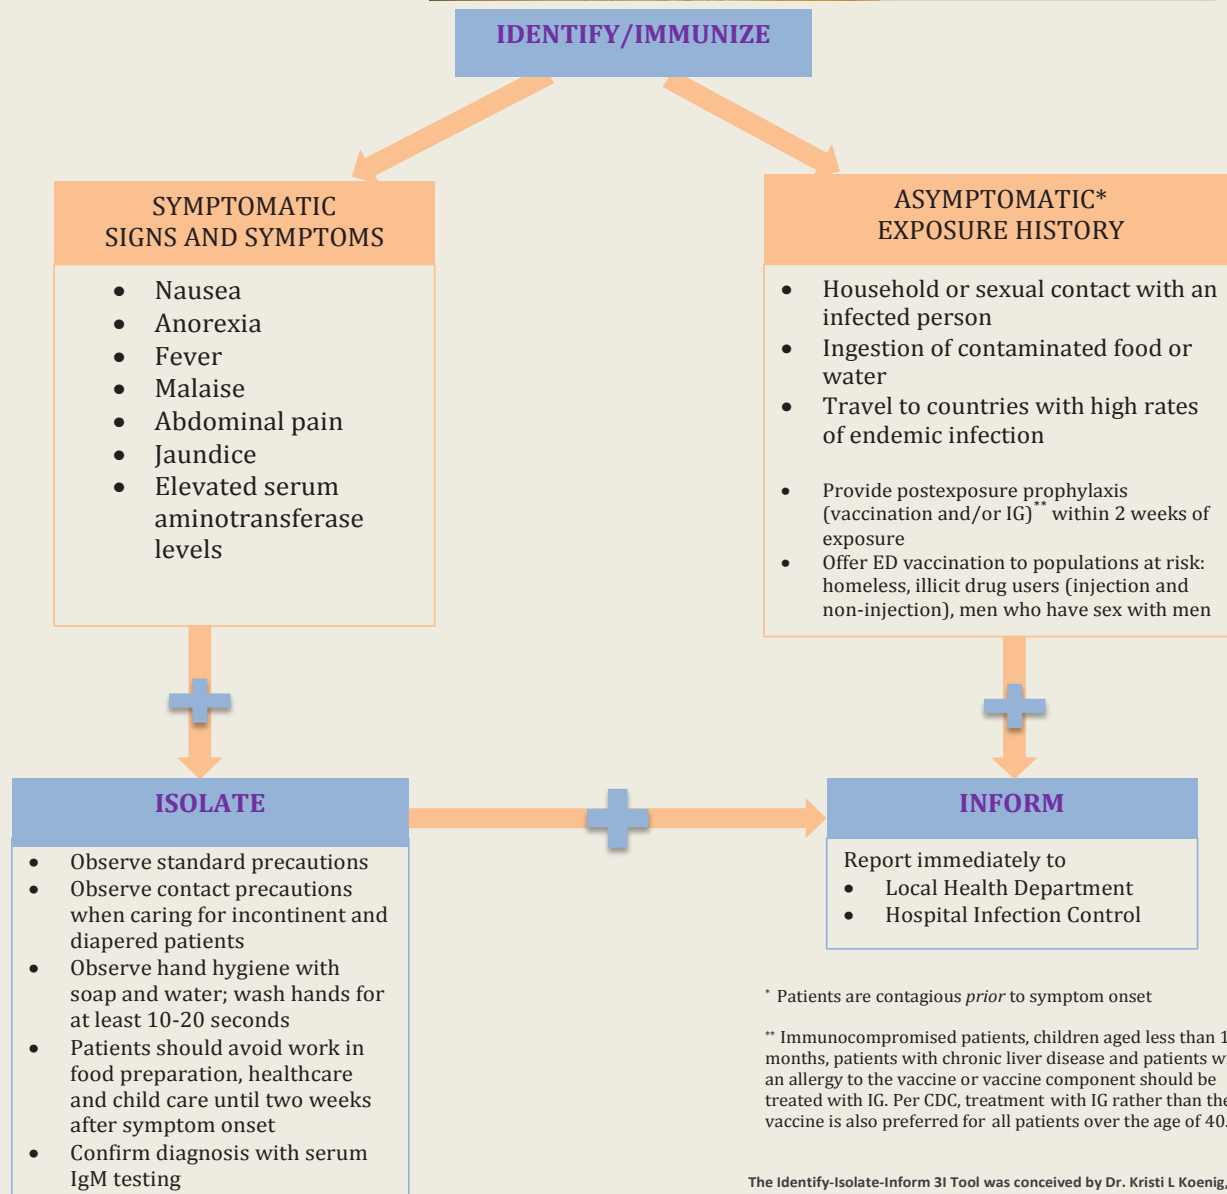 IDENTIFY/IMMUNIZE
SYMPTOMATIC
SIGNS AND SYMPTOMS
• Nausea
• Anorexia
• Fever
• Malaise
• Abdominal pain
• Jaundice
• Elevated serum
aminotransferase
levels
ASYMPTOMATIC*
EXPOSURE HISTORY
• Household or sexual contact with an
infected person
• Ingestion of contaminated food or
water
• Travel to countries with high rates
of endemic infection
• Provide postexposure prophylaxis
(vaccination and/or IG)** within 2 weeks of
exposure
• Offer ED vaccination to populations at risk:
homeless, illicit drug users (injection and
non-injection), men who have sex with men
ISOLATE
• Observe standard precautions
• Observe contact precautions
when caring for incontinent and
diapered patients
• Observe hand hygiene with
soap and water; wash hands for
at least 10-20 seconds
• Patients should avoid work in
food preparation, healthcare
and child care until two weeks
after symptom onset
• Confirm diagnosis with serum
IgM testing
INFORM
Report immediately to
• Local Health Department
• Hospital Infection Control
* Patients are contagious prior to symptom onset
** Immunocompromised patients, children aged less than
months, patients with chronic liver disease and patients
an allergy to the vaccine or vaccine component should be
treated with IG. Per CDC, treatment with IG rather than the
vaccine is also preferred for all patients over the age of 40.
The Identify-Isolate-Inform 3I Tool was conceived by Dr. Kristi L Koenig,